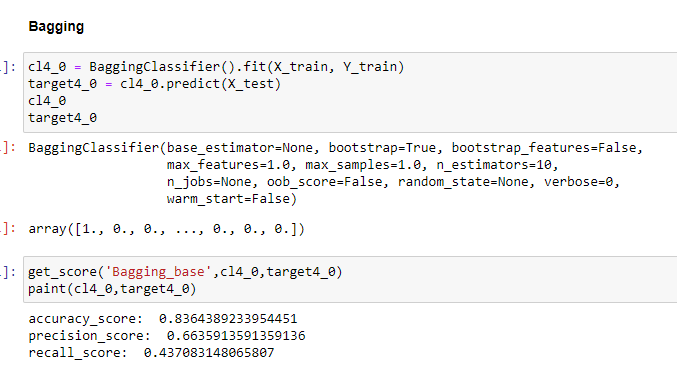 Bagging
]: cl4_0 = BaggingClassifier().fit(X_train, Y_train)
target4_0 = cl4_0.predict(X_test)
cl4_0
target4_0
]: BaggingClassifier(base_estimator=None, bootstrap=True, bootstrap_features=False,
max_features=1.0, max_samples=1.0, n_estimators=10,
n_jobs=None, oob_score=False, random_state=None, verbose=0,
warm_start=False)
]: array([1., 0., 0., ..., 0., 0., 0.])
]: get_score('Bagging_base',cl4_0,target4_0)
paint(cl4_0,target4_0)
accuracy_score:  0.8364389233954451
precision_score:  0.6635913591359136
recall_score:  0.437083148065807